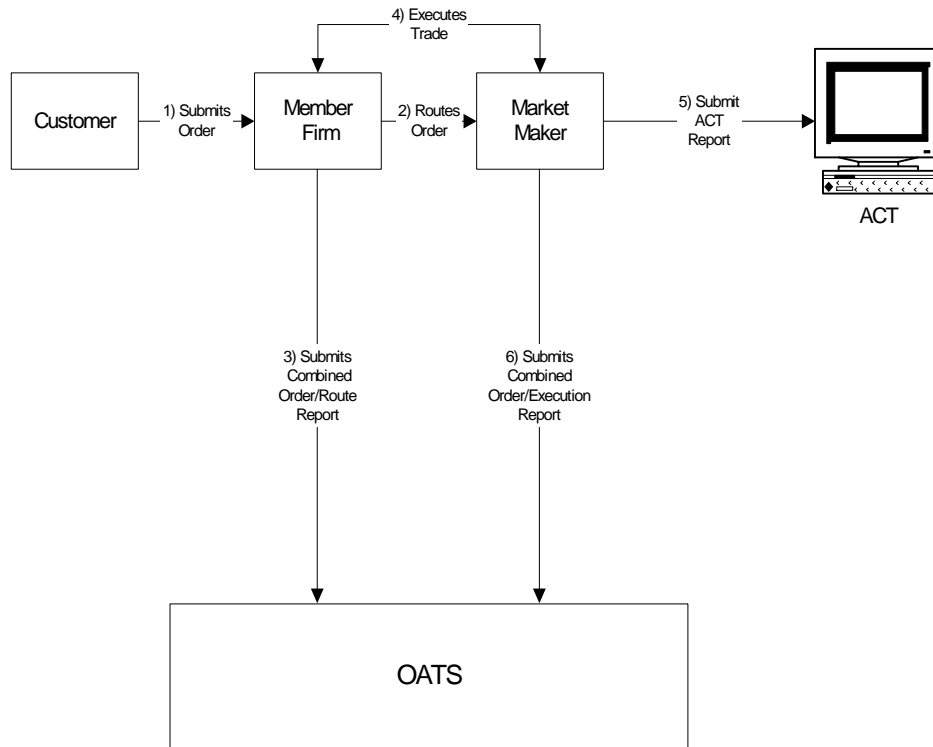 4) Executes
Trade
Customer
1) Submits
Order
Member
Firm
2) Routes
Order
Market
Maker
5) Submit
ACT
Report
ACT
3) Submits
Combined
Order/Route
Report
6) Submits
Combined
Order/Execution
Report
OATS